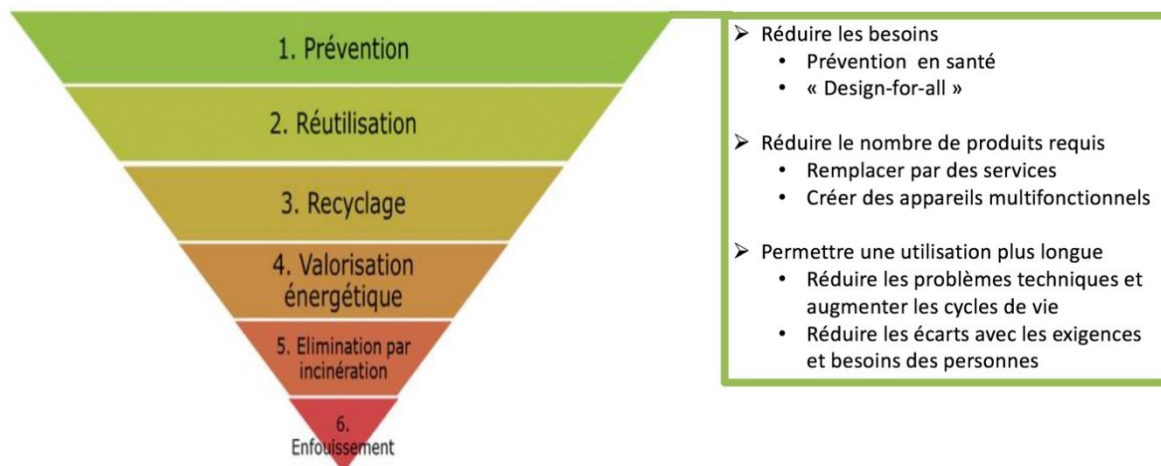 1. Prévention
2. Réutilisation
3. Recyclage
4. Valorisation
énergétique
5. Elimination par
incinération
6.
Enfouissement
➢ Réduire les besoins
• Prévention en santé
• « Design-for-all »
➢ Réduire le nombre de produits requis
• Remplacer par des services
• Créer des appareils multifonctionnels
➢ Permettre une utilisation plus longue
• Réduire les problèmes techniques et
augmenter les cycles de vie
• Réduire les écarts avec les exigences
et besoins des personnes